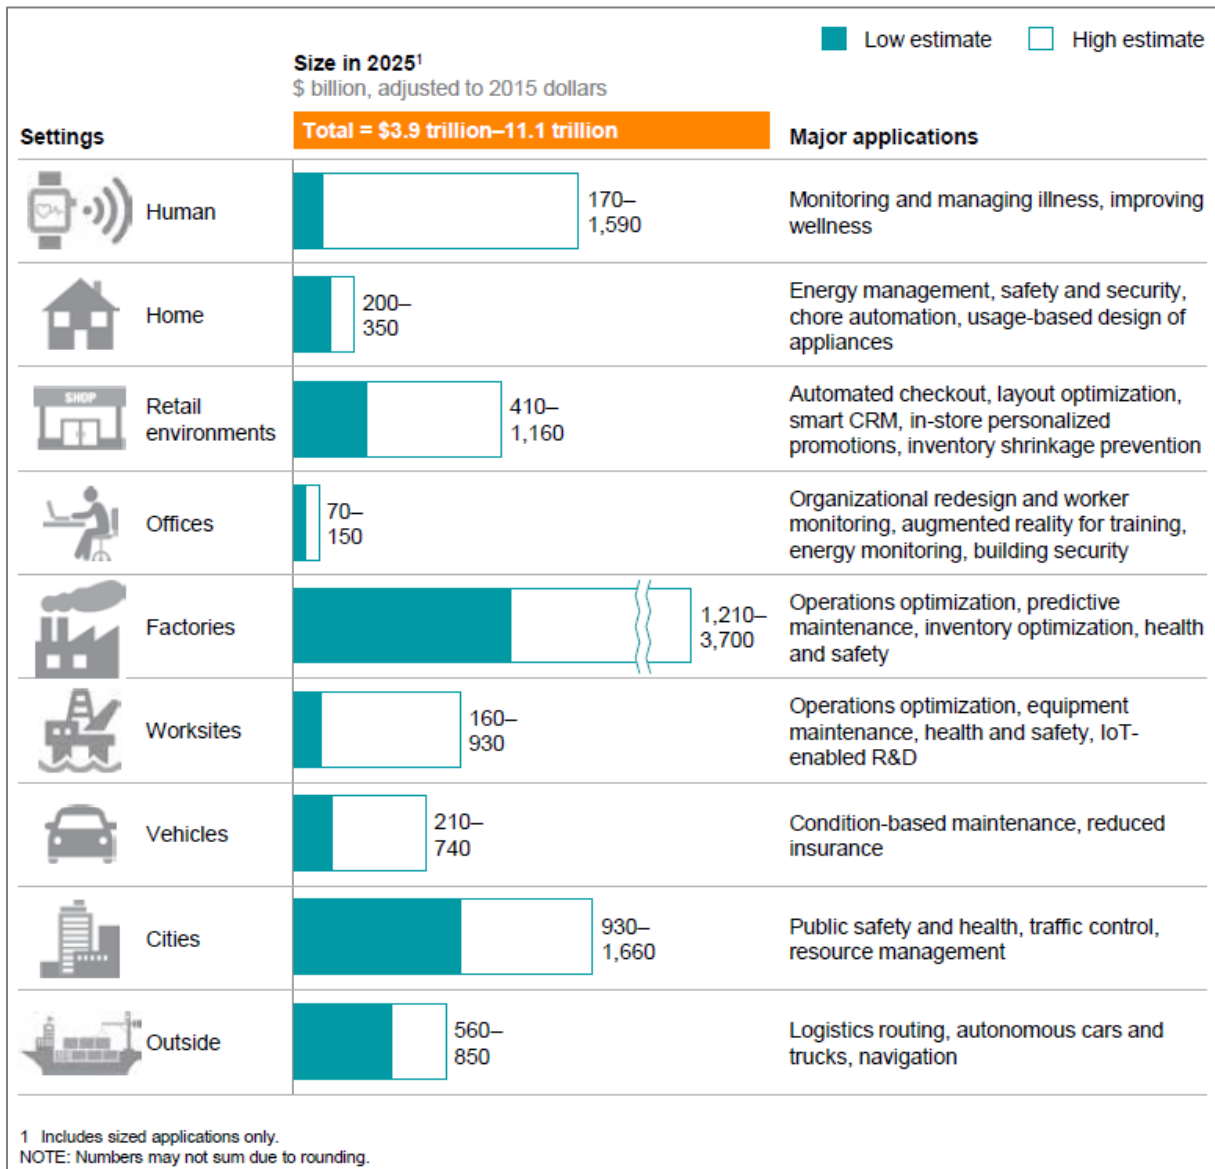 Low estimate High estimate
Size in 2025¹
$ billion, adjusted to 2015 dollars
Settings
Total = $3.9 trillion–11.1 trillion
Major applications
Human
170–
1,590
Monitoring and managing illness, improving
wellness
Home
200–
350
Energy management, safety and security,
chore automation, usage-based design of
appliances
SHOP
Retail
environments
410–
1,160
Automated checkout, layout optimization,
smart CRM, in-store personalized
promotions, inventory shrinkage prevention
Offices
70–
150
Organizational redesign and worker
monitoring, augmented reality for training,
energy monitoring, building security
Factories
1,210–
3,700
Operations optimization, predictive
maintenance, inventory optimization, health
and safety
Worksites
160–
930
Operations optimization, equipment
maintenance, health and safety, IoT-
enabled R&D
Vehicles
210–
740
Condition-based maintenance, reduced
insurance
Cities
930–
1,660
Public safety and health, traffic control,
resource management
Outside
560–
850
Logistics routing, autonomous cars and
trucks, navigation
1 Includes sized applications only.
NOTE: Numbers may not sum due to rounding.